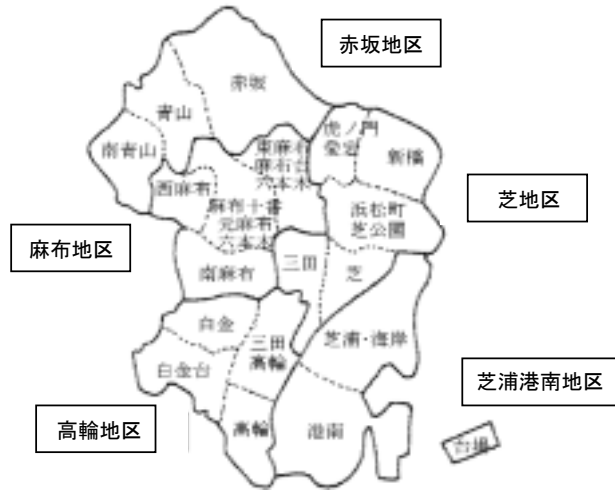 赤坂地区
赤坂
青山
南青山
虎ノ門
愛宕
新橋
東麻布
麻布台
六本木
西麻布
麻布十番
元麻布
六本木
浜松町
芝公園
芝地区
麻布地区
南麻布
三田
芝
白金
三田
高輪
芝浦・海岸
白金台
芝浦港南地区
高輪地区
高輪
港南
台場